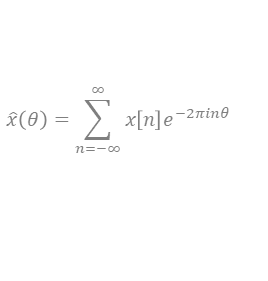 x̂(θ) = ∑_{n=-∞}^{∞} x[n]e^{-2πinθ}